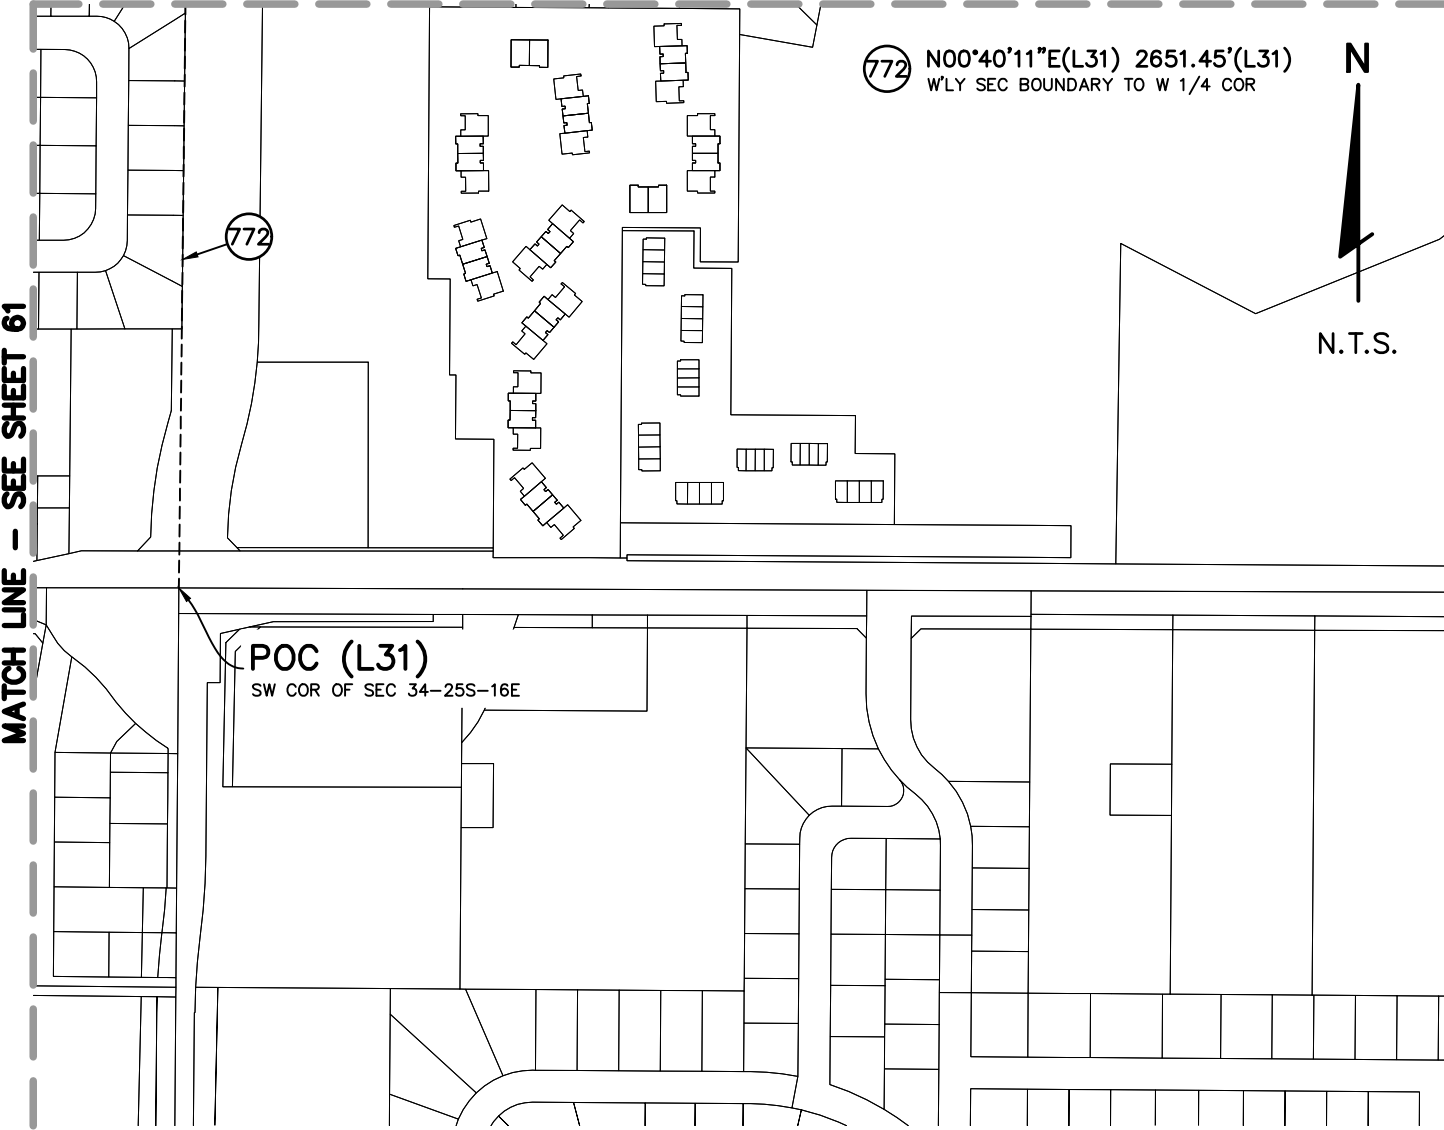 772 N00°40'11"E(L31) 2651.45'(L31)
W'LY SEC BOUNDARY TO W 1/4 COR
N
N.T.S.
772
MATCH LINE - SEE SHEET 61
POC (L31)
SW COR OF SEC 34-25S-16E